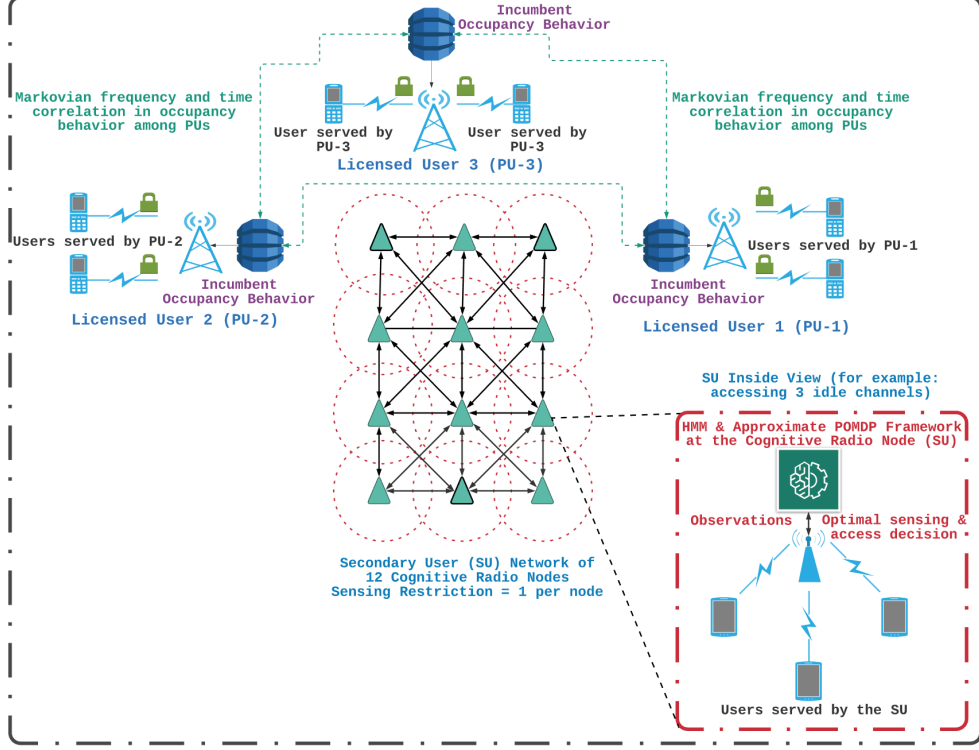 Incumbent
Occupancy Behavior
Markovian frequency and time
correlation in occupancy
behavior among PUs
Markovian frequency and time
correlation in occupancy
behavior among PUs
User served by
PU-3
User served by
PU-3
Licensed User 3 (PU-3)
Users served by PU-2
Incumbent
Occupancy Behavior
Licensed User 2 (PU-2)
Users served by PU-1
Incumbent
Occupancy Behavior
Licensed User 1 (PU-1)
SU Inside View (for example:
accessing 3 idle channels)
HMM & Approximate POMDP Framework
at the Cognitive Radio Node (SU)
Observations
Optimal sensing &
access decision
Users served by the SU
Secondary User (SU) Network of
12 Cognitive Radio Nodes
Sensing Restriction = 1 per node